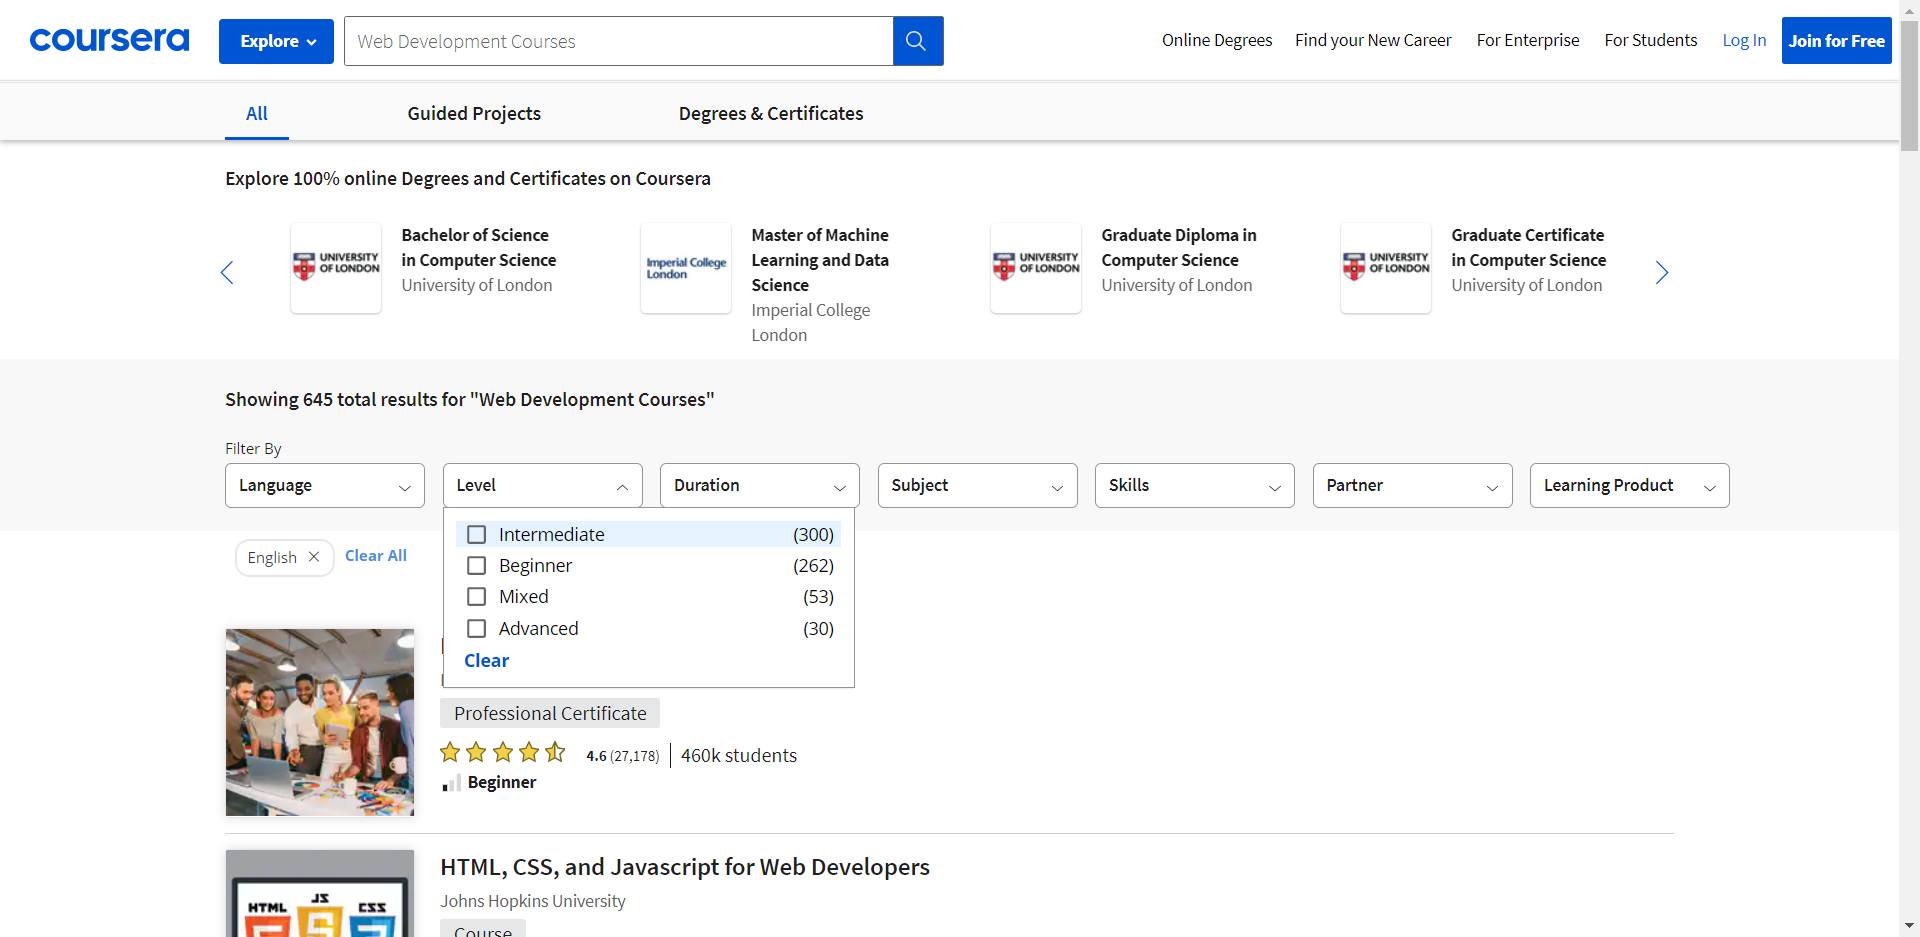 coursera
Explore
Web Development Courses
Online Degrees
Find your New Career
For Enterprise
For Students
Log In
Join for Free
All
Guided Projects
Degrees & Certificates
Explore 100% online Degrees and Certificates on Coursera
UNIVERSITY
OF LONDON
Bachelor of Science
in Computer Science
University of London
Imperial College
London
Master of Machine
Learning and Data
Science
Imperial College
London
UNIVERSITY
OF LONDON
Graduate Diploma in
Computer Science
University of London
UNIVERSITY
OF LONDON
Graduate Certificate
in Computer Science
University of London
Showing 645 total results for "Web Development Courses"
Filter By
Language
Level
Duration
Subject
Skills
Partner
Learning Product
Intermediate (300)
Beginner (262)
Mixed (53)
Advanced (30)
Clear
English
Clear All
Professional Certificate
4.6 (27,178)
460k students
Beginner
HTML, CSS, and Javascript for Web Developers
Johns Hopkins University
Course
HTML
JS
CSS